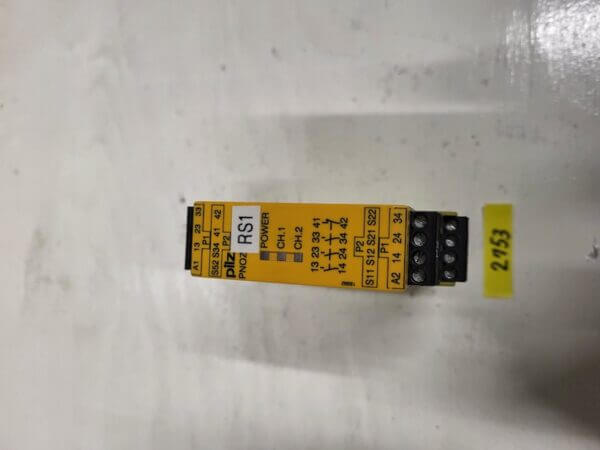 A1 13 23 33
P1
S52 S34 41 42
P2
pilz
RS1
PNOZ
POWER
CH.1
CH.2
13 23 33 41
14 24 34 42
P2
S11 S12 S21 S22
P1
A2 14 24 34
2753